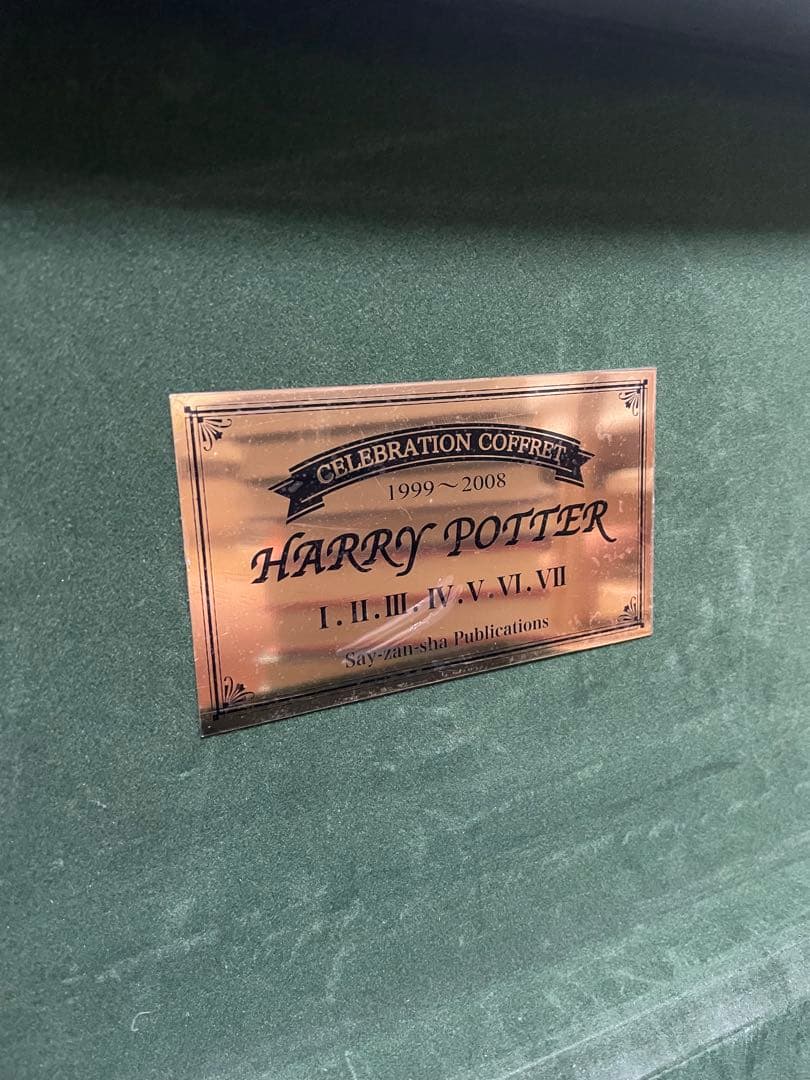 CELEBRATION COFFRET
1999～2008
HARRY POTTER
I.II.III.IV.V.VI.VII
Say-zan-sha Publications